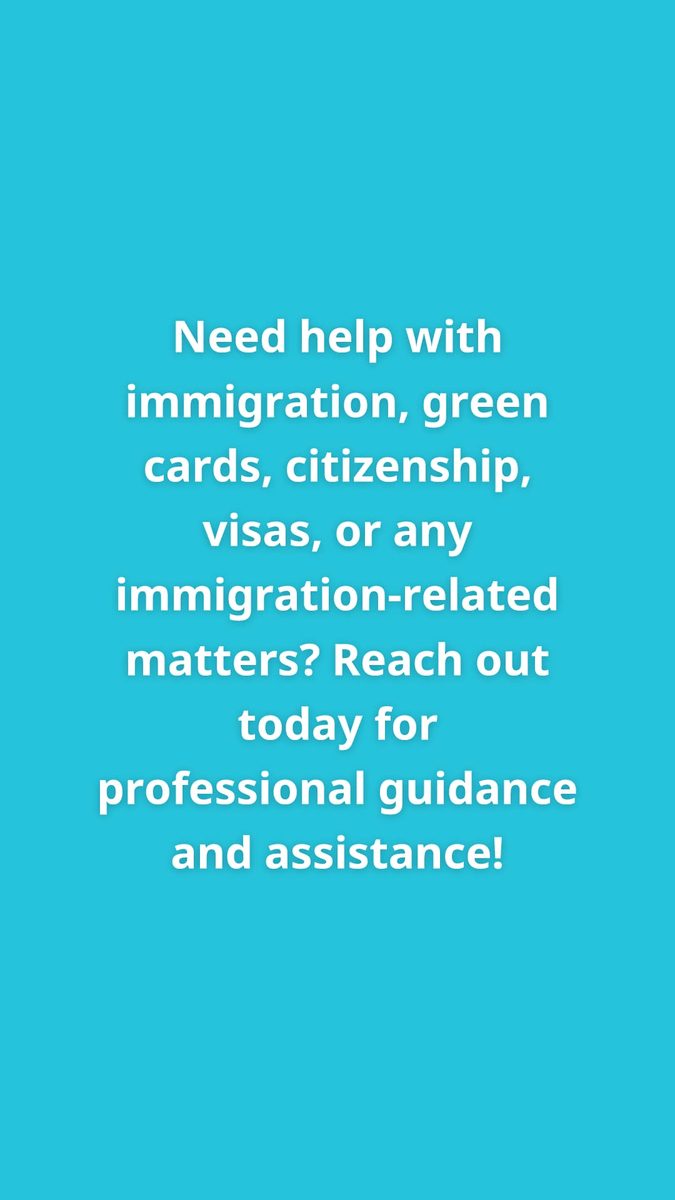 Need help with
immigration, green
cards, citizenship,
visas, or any
immigration-related
matters? Reach out
today for
professional guidance
and assistance!